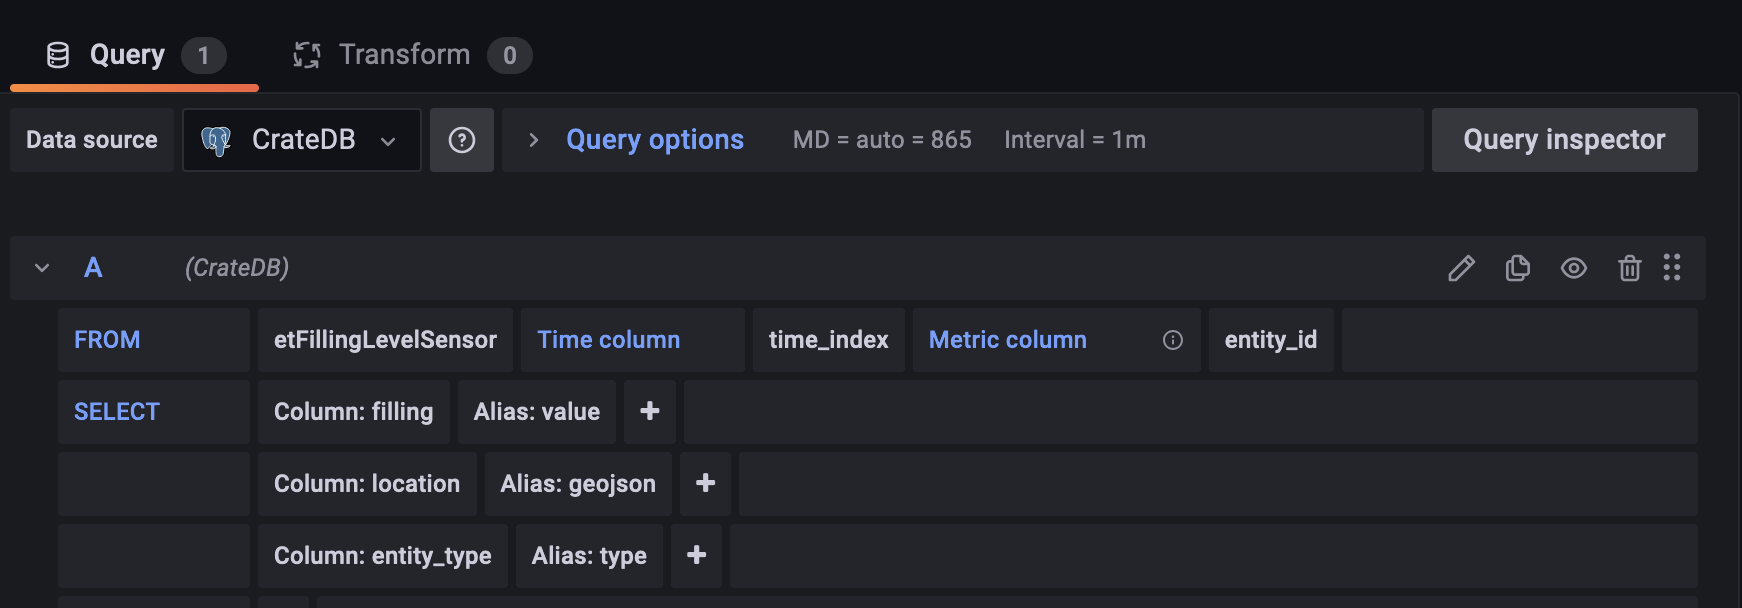 Query 1 Transform 0
Data source CrateDB Query options MD = auto = 865 Interval = 1m Query inspector
A (CrateDB)
FROM etFillingLevelSensor Time column time_index Metric column entity_id
SELECT Column: filling Alias: value +
Column: location Alias: geojson +
Column: entity_type Alias: type +